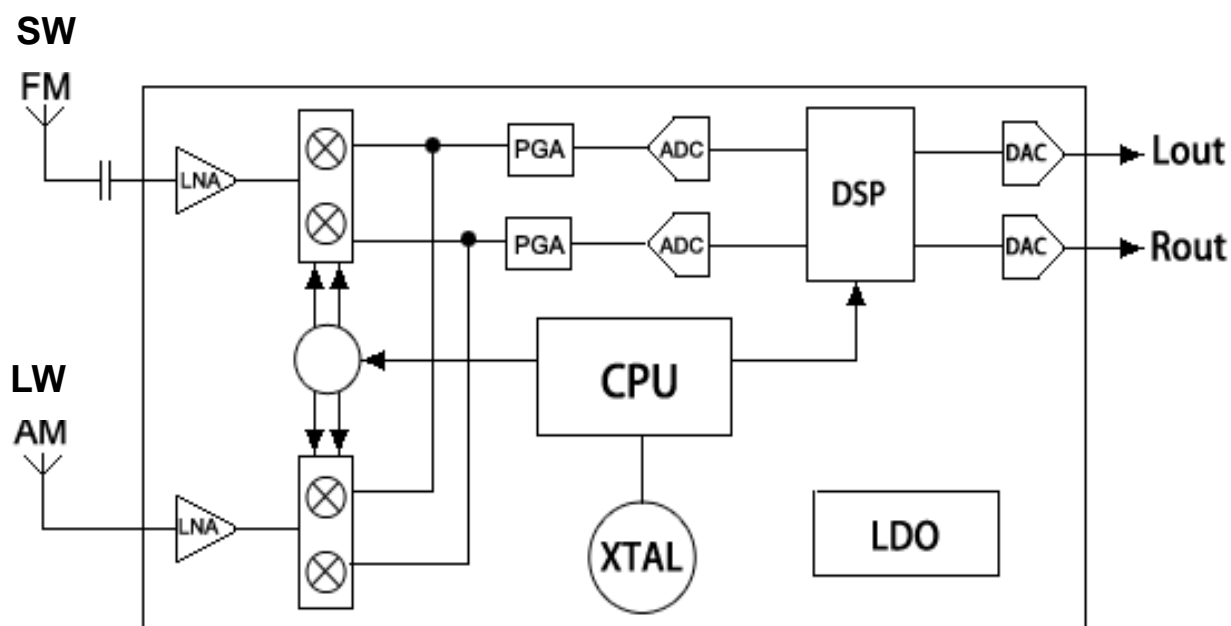 SW
FM
LNA
PGA
ADC
DSP
DAC
Lout
PGA
ADC
DAC
Rout
CPU
LW
AM
LNA
XTAL
LDO